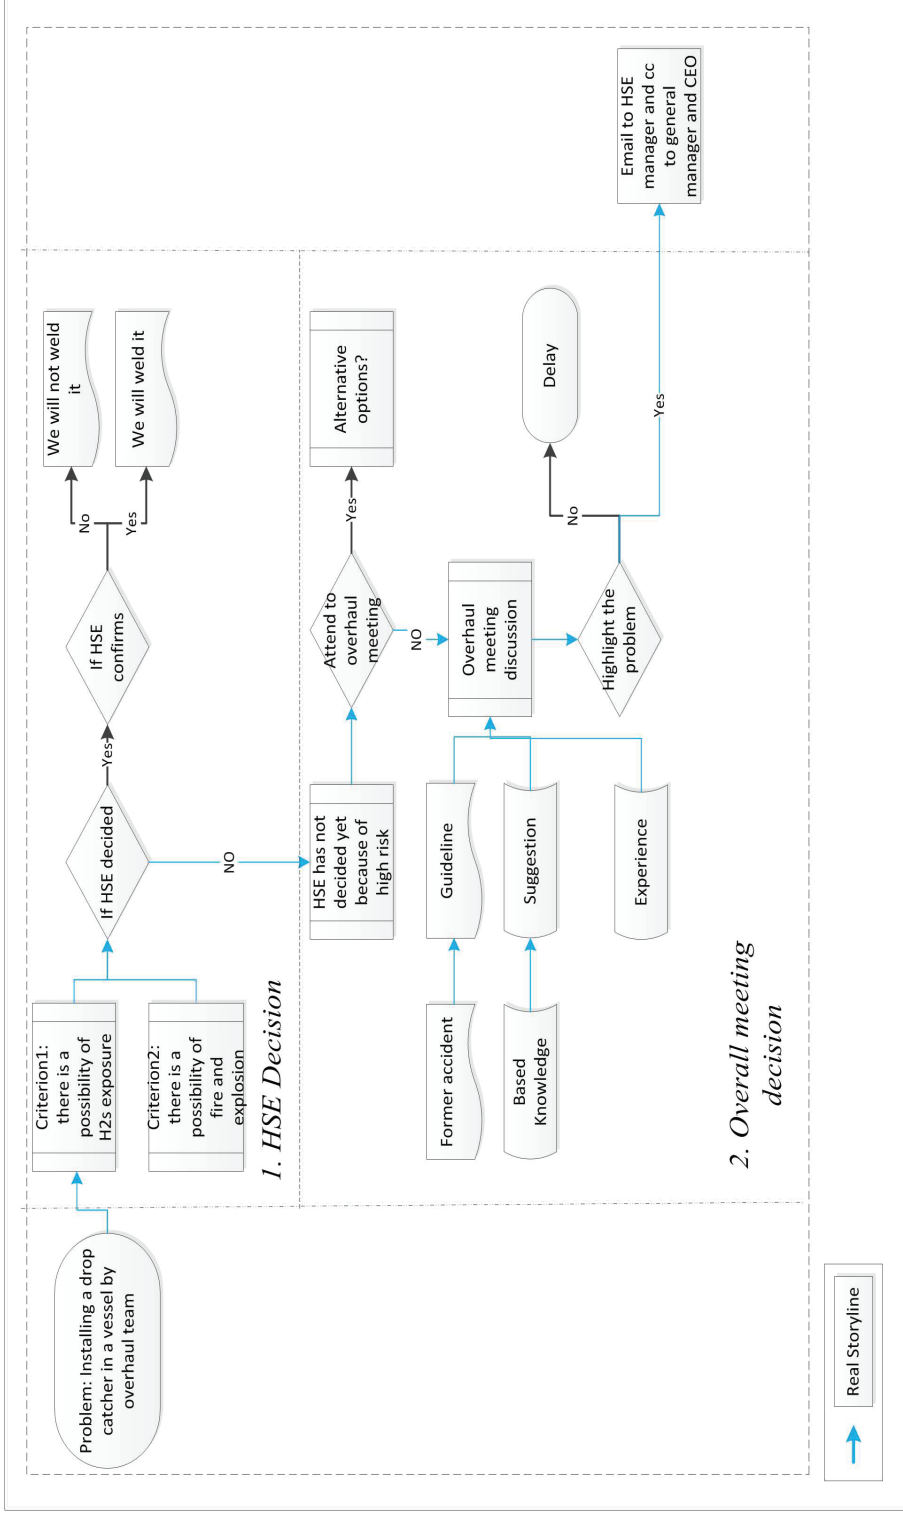 Problem: Installing a drop
catcher in a vessel by
overhaul team
Criterion1:
there is a
possibility of
H2s exposure
Criterion2:
there is a
possibility of
fire and
explosion
1. HSE Decision
If HSE decided
Yes
If HSE
confirms
No
Yes
We will not weld
it
We will weld it
NO
HSE has not
decided yet
because of
high risk
Attend to
overhaul
meeting
Yes
Alternative
options?
NO
Former accident
Guideline
Based
Knowledge
Suggestion
Experience
Overhaul
meeting
discussion
Highlight the
problem
No
Delay
Yes
Email to HSE
manager and cc
to general
manager and CEO
2. Overall meeting
decision
Real Storyline